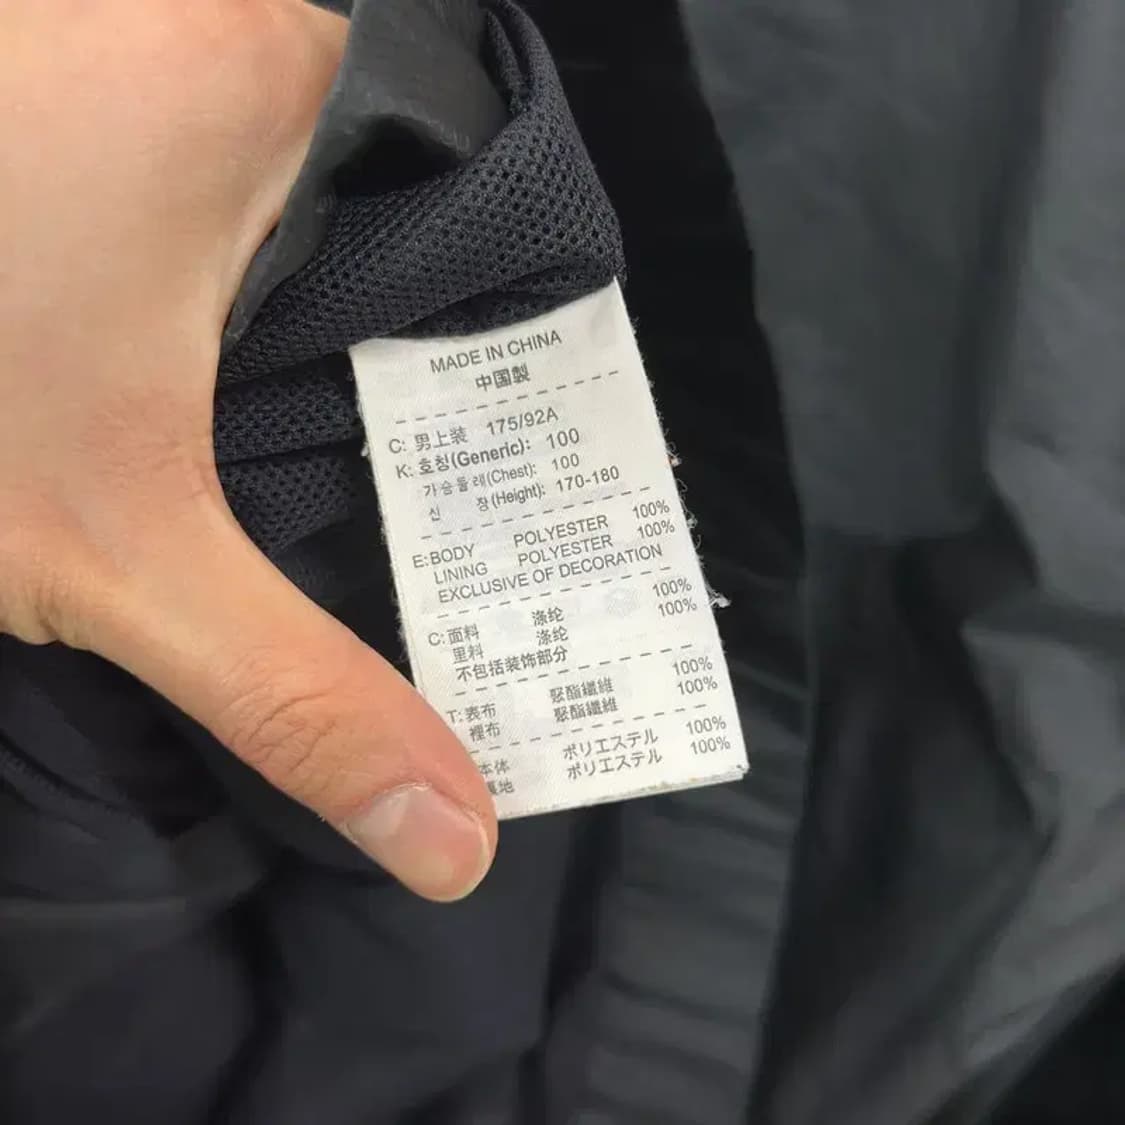 MADE IN CHINA
中国製
C: 男上装 175/92A
K: 호칭(Generic): 100
가슴둘레(Chest): 100
신 장(Height): 170-180
E: BODY POLYESTER 100%
LINING POLYESTER 100%
EXCLUSIVE OF DECORATION
C: 面料 涤纶 100%
里料 涤纶 100%
不包括装饰部分
T: 表布 聚酯纖維 100%
裡布 聚酯纖維 100%
本体 ポリエステル 100%
裏地 ポリエステル 100%